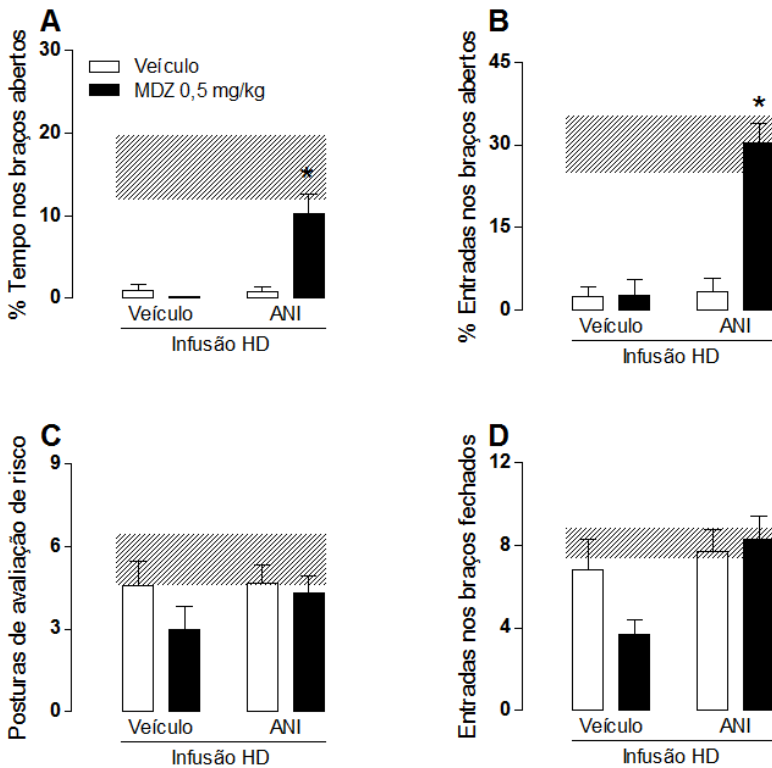 A
% Tempo nos braços abertos
30
20
10
0
Veículo
MDZ 0,5 mg/kg
*
Veículo
ANI
Infusão HD
B
% Entradas nos braços abertos
45
30
15
0
*
Veículo
ANI
Infusão HD
C
Posturas de avaliação de risco
9
6
3
0
Veículo
ANI
Infusão HD
D
Entradas nos braços fechados
12
8
4
0
Veículo
ANI
Infusão HD